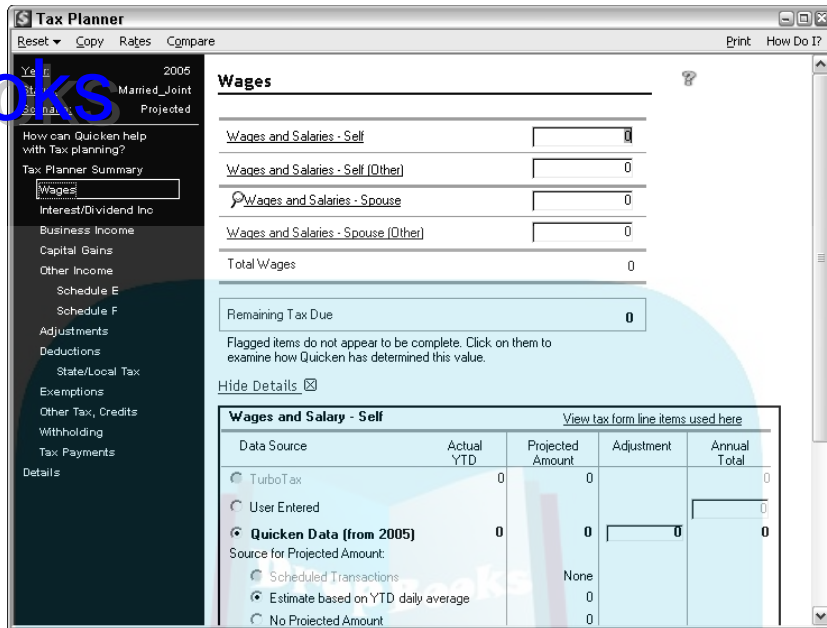 Tax Planner
Reset Copy Rates Compare Print How Do I?
Year: 2005
Status: Married_Joint
Scenario: Projected
How can Quicken help
with Tax planning?
Tax Planner Summary
Wages
Interest/Dividend Inc
Business Income
Capital Gains
Other Income
Schedule E
Schedule F
Adjustments
Deductions
State/Local Tax
Exemptions
Other Tax, Credits
Withholding
Tax Payments
Details
oks
Wages
Wages and Salaries - Self 0
Wages and Salaries - Self (Other) 0
Wages and Salaries - Spouse 0
Wages and Salaries - Spouse (Other) 0
Total Wages 0
Remaining Tax Due 0
Flagged items do not appear to be complete. Click on them to
examine how Quicken has determined this value.
Hide Details
Wages and Salary - Self View tax form line items used here
Data Source Actual YTD Projected Amount Adjustment Annual Total
TurboTax 0 0 0
User Entered 0
Quicken Data (from 2005) 0 0 0 0
Source for Projected Amount:
Scheduled Transactions None
Estimate based on YTD daily average 0
No Projected Amount 0
DropBooks